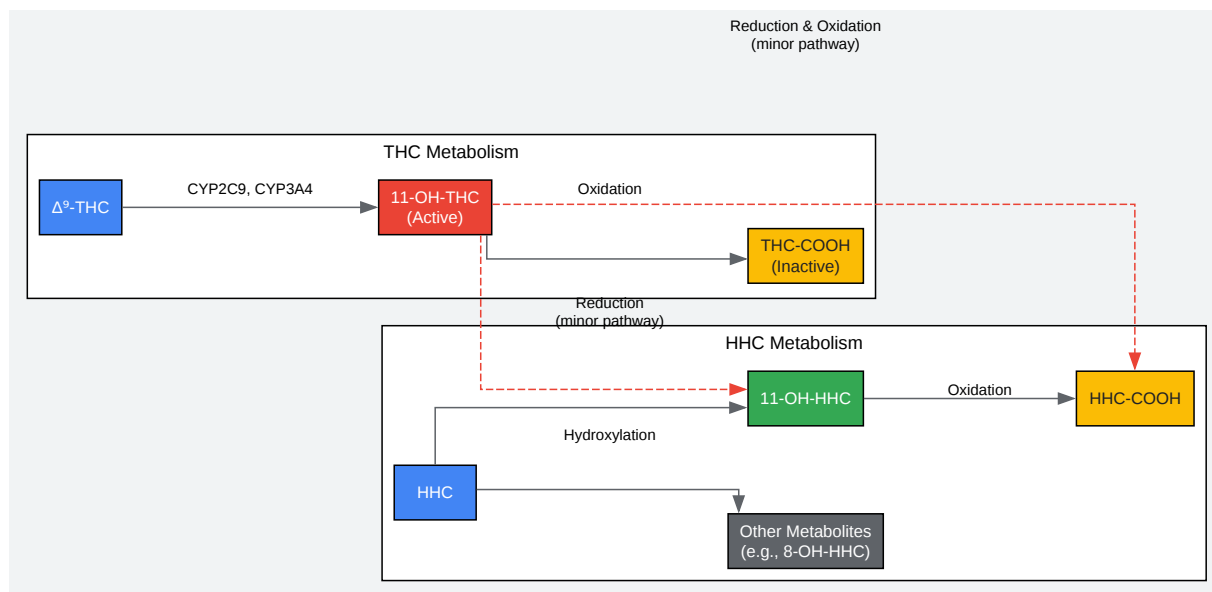 Reduction & Oxidation
(minor pathway)
THC Metabolism
CYP2C9, CYP3A4
Oxidation
Δ⁹-THC
11-OH-THC
(Active)
THC-COOH
(Inactive)
Reduction
(minor pathway)
HHC Metabolism
11-OH-HHC
Oxidation
HHC-COOH
Hydroxylation
HHC
Other Metabolites
(e.g., 8-OH-HHC)